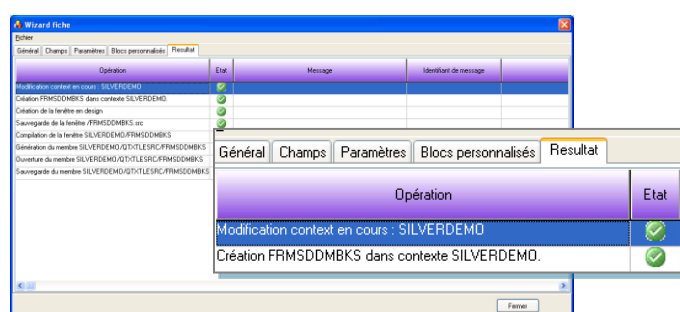 Wizard fiche
Fichier
Général Champs Paramètres Blocs personnalisés Resultat
Opération Etat Message Identifiant de message
Modification context en cours : SILVERDEMO
Création FRMSDDMBKS dans contexte SILVERDEMO.
Création de la fenêtre en design
Sauvegarde de la fenêtre /FRMSDDMBKS.src
Compilation de la fenêtre SILVERDEMO/FRMSDDMBKS
Génération du membre SILVERDEMO/QTXTLESRC/FRMSDDMBKS
Ouverture du membre SILVERDEMO/QTXTLESRC/FRMSDDMBKS
Sauvegarde du membre SILVERDEMO/QTXTLESRC/FRMSDDMBKS
Général Champs Paramètres Blocs personnalisés Resultat
Opération Etat
Modification context en cours : SILVERDEMO
Création FRMSDDMBKS dans contexte SILVERDEMO.
Fermer